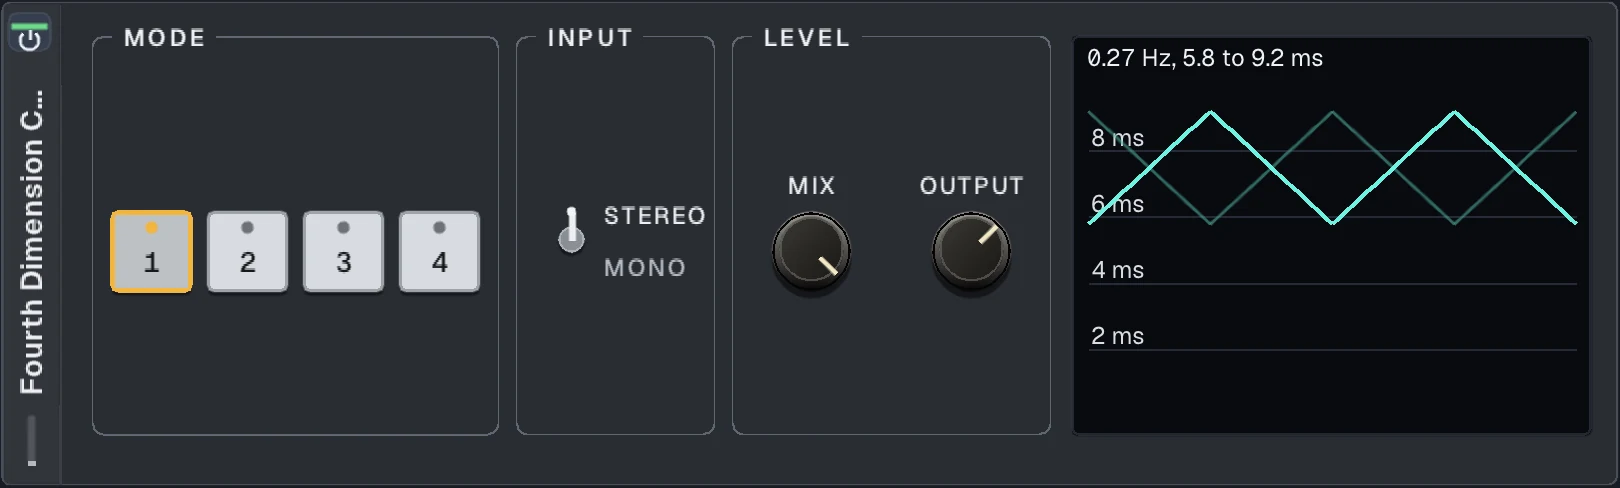 Fourth Dimension C...
MODE
1
2
3
4
INPUT
STEREO
MONO
LEVEL
MIX
OUTPUT
0.27 Hz, 5.8 to 9.2 ms
8 ms
6 ms
4 ms
2 ms